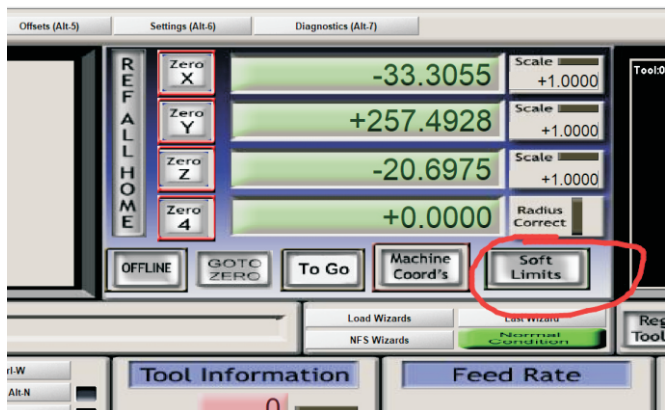 Offsets (Alt-5) Settings (Alt-6) Diagnostics (Alt-7)
REF ALL HOME
Zero X -33.3055 Scale +1.0000
Zero Y +257.4928 Scale +1.0000
Zero Z -20.6975 Scale +1.0000
Zero 4 +0.0000 Radius Correct
OFFLINE GOTO ZERO To Go Machine Coord's Soft Limits
Tool:0
Load Wizards Last Wizard
NFS Wizards Normal Condition
Tool Information Feed Rate
Alt-N
0